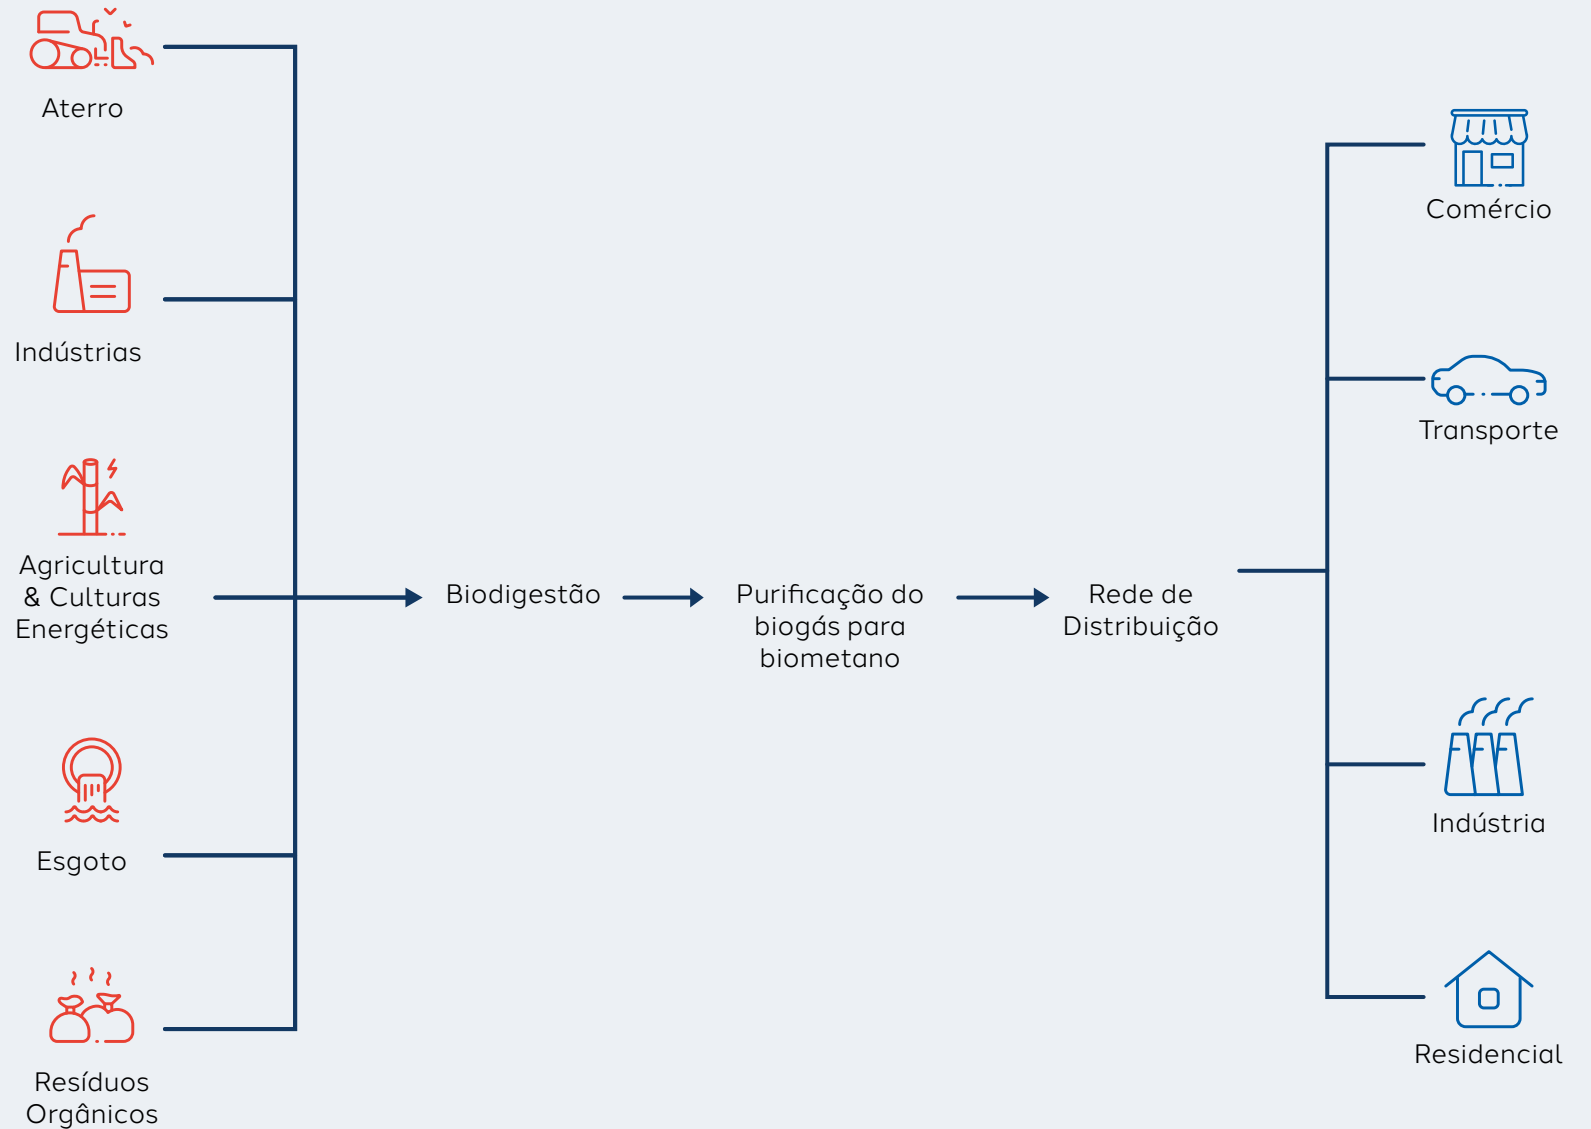 Aterro
Indústrias
Agricultura
& Culturas
Energéticas
Esgoto
Resíduos
Orgânicos
Biodigestão
Purificação do
biogás para
biometano
Rede de
Distribuição
Comércio
Transporte
Indústria
Residencial